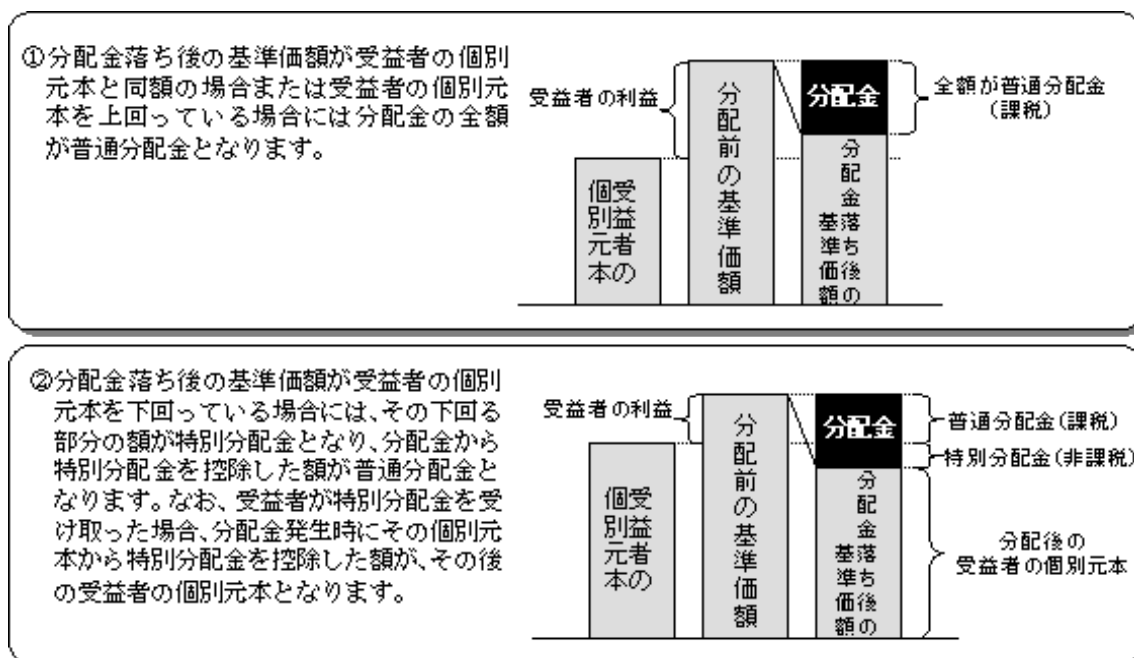 ①分配金落ち後の基準価額が受益者の個別
元本と同額の場合または受益者の個別元
本を上回っている場合には分配金の全額
が普通分配金となります。
受益者の利益
受益者の
個別元本
分配前の基準価額
分配金
分配金落ち後の
基準価額
全額が普通分配金
(課税)
②分配金落ち後の基準価額が受益者の個別
元本を下回っている場合には、その下回る
部分の額が特別分配金となり、分配金から
特別分配金を控除した額が普通分配金と
なります。なお、受益者が特別分配金を受
け取った場合、分配金発生時にその個別元
本から特別分配金を控除した額が、その後
の受益者の個別元本となります。
受益者の利益
受益者の
個別元本
分配前の基準価額
分配金
分配金落ち後の
基準価額
普通分配金(課税)
特別分配金(非課税)
分配後の
受益者の個別元本